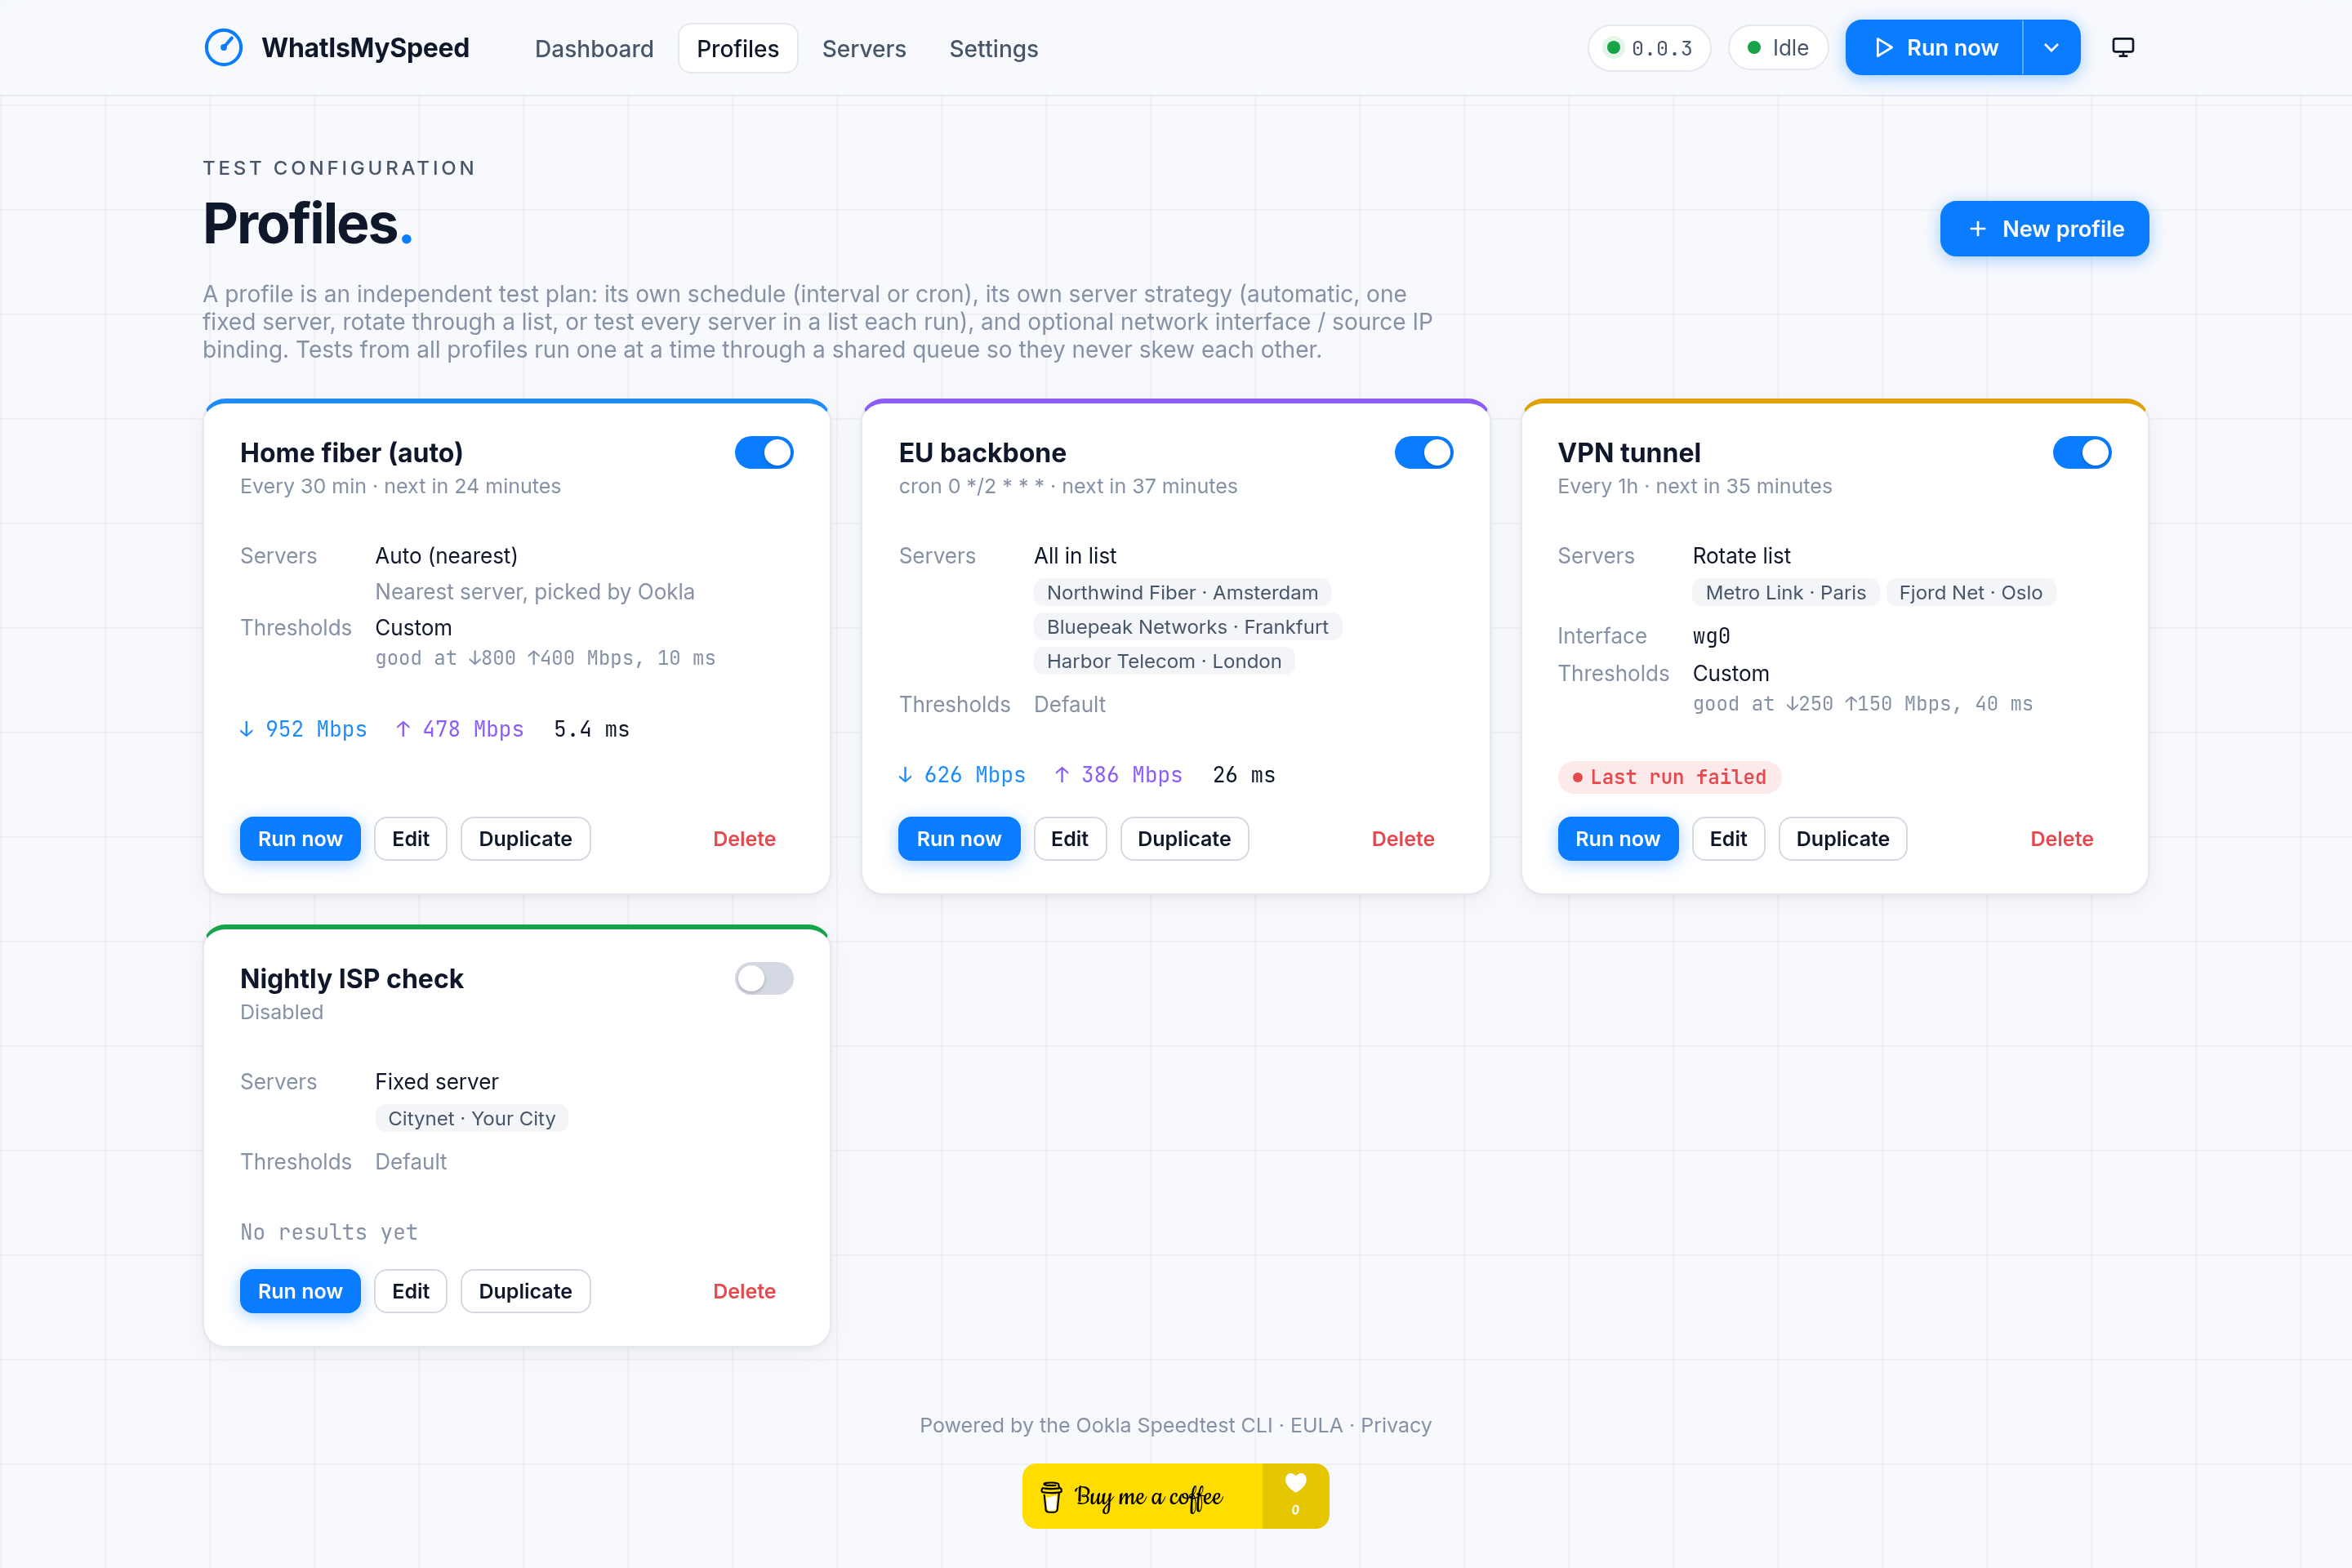 WhatIsMySpeed
Dashboard
Profiles
Servers
Settings
0.0.3
Idle
Run now
TEST CONFIGURATION
Profiles.
New profile
A profile is an independent test plan: its own schedule (interval or cron), its own server strategy (automatic, one
fixed server, rotate through a list, or test every server in a list each run), and optional network interface / source IP
binding. Tests from all profiles run one at a time through a shared queue so they never skew each other.
Home fiber (auto)
Every 30 min · next in 24 minutes
Servers Auto (nearest)
Nearest server, picked by Ookla
Thresholds Custom
good at ↓800 ↑400 Mbps, 10 ms
↓ 952 Mbps ↑ 478 Mbps 5.4 ms
Run now Edit Duplicate Delete
EU backbone
cron 0 */2 * * * · next in 37 minutes
Servers All in list
Northwind Fiber · Amsterdam
Bluepeak Networks · Frankfurt
Harbor Telecom · London
Thresholds Default
↓ 626 Mbps ↑ 386 Mbps 26 ms
Run now Edit Duplicate Delete
VPN tunnel
Every 1h · next in 35 minutes
Servers Rotate list
Metro Link · Paris Fjord Net · Oslo
Interface wg0
Thresholds Custom
good at ↓250 ↑150 Mbps, 40 ms
Last run failed
Run now Edit Duplicate Delete
Nightly ISP check
Disabled
Servers Fixed server
Citynet · Your City
Thresholds Default
No results yet
Run now Edit Duplicate Delete
Powered by the Ookla Speedtest CLI · EULA · Privacy
Buy me a coffee
0